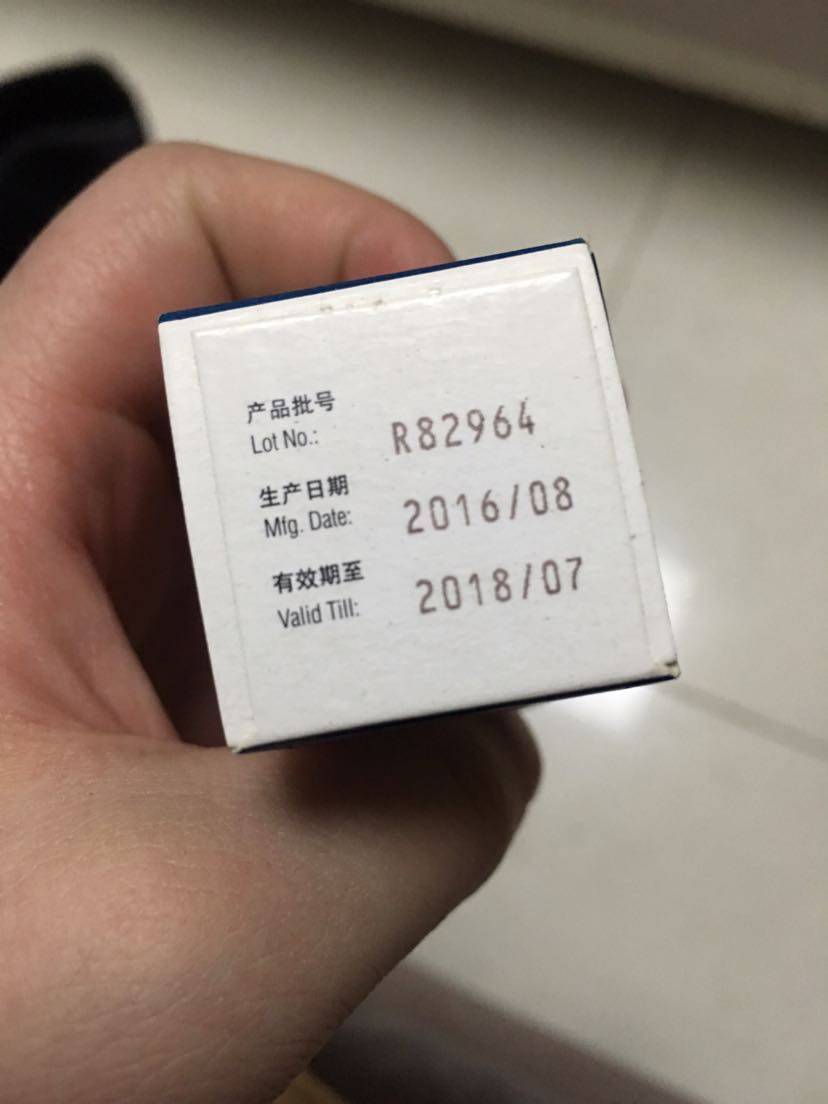 产品批号
Lot No.: R82964
生产日期
Mfg. Date: 2016/08
有效期至
Valid Till: 2018/07